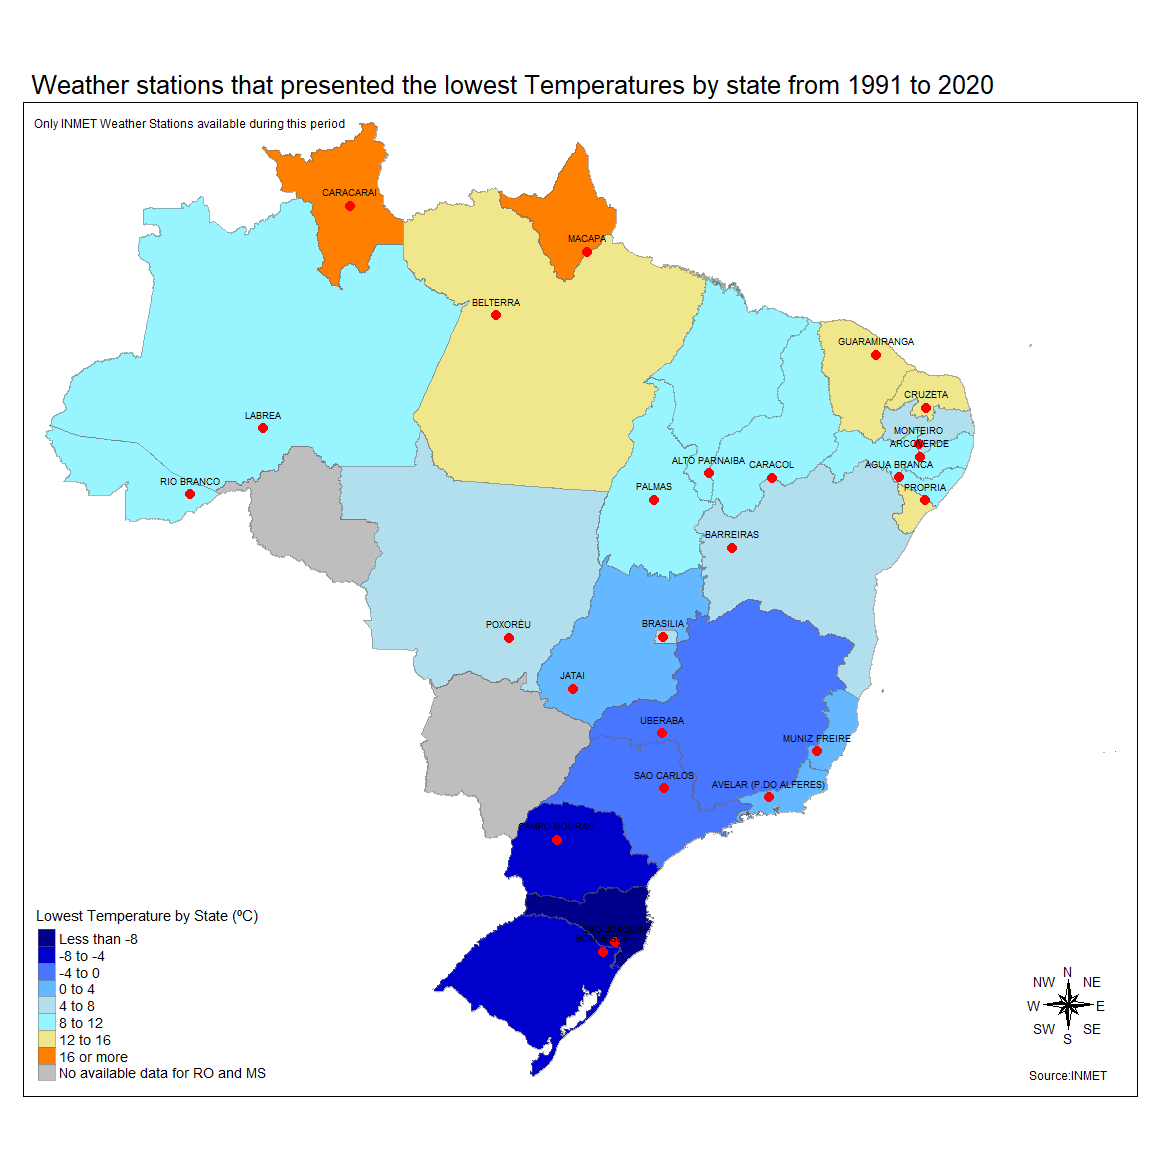 Weather stations that presented the lowest Temperatures by state from 1991 to 2020
Only INMET Weather Stations available during this period
CARACARAI
MACAPA
BELTERRA
GUARAMIRANGA
CRUZETA
LABREA
MONTEIRO
ARCOVERDE
ALTO PARNAIBA
CARACOL
AGUA BRANCA
RIO BRANCO
PALMAS
PROPRIA
BARREIRAS
POXORÉU
BRASILIA
JATAI
UBERABA
MUNIZ FREIRE
SAO CARLOS
AVELAR (P.DO ALFERES)
CAMPO MOURAO
SAO JOAQUIM
Lowest Temperature by State (ºC)
Less than -8
-8 to -4
-4 to 0
0 to 4
4 to 8
8 to 12
12 to 16
16 or more
No available data for RO and MS
N
NW
NE
W
E
SW
SE
S
Source:INMET